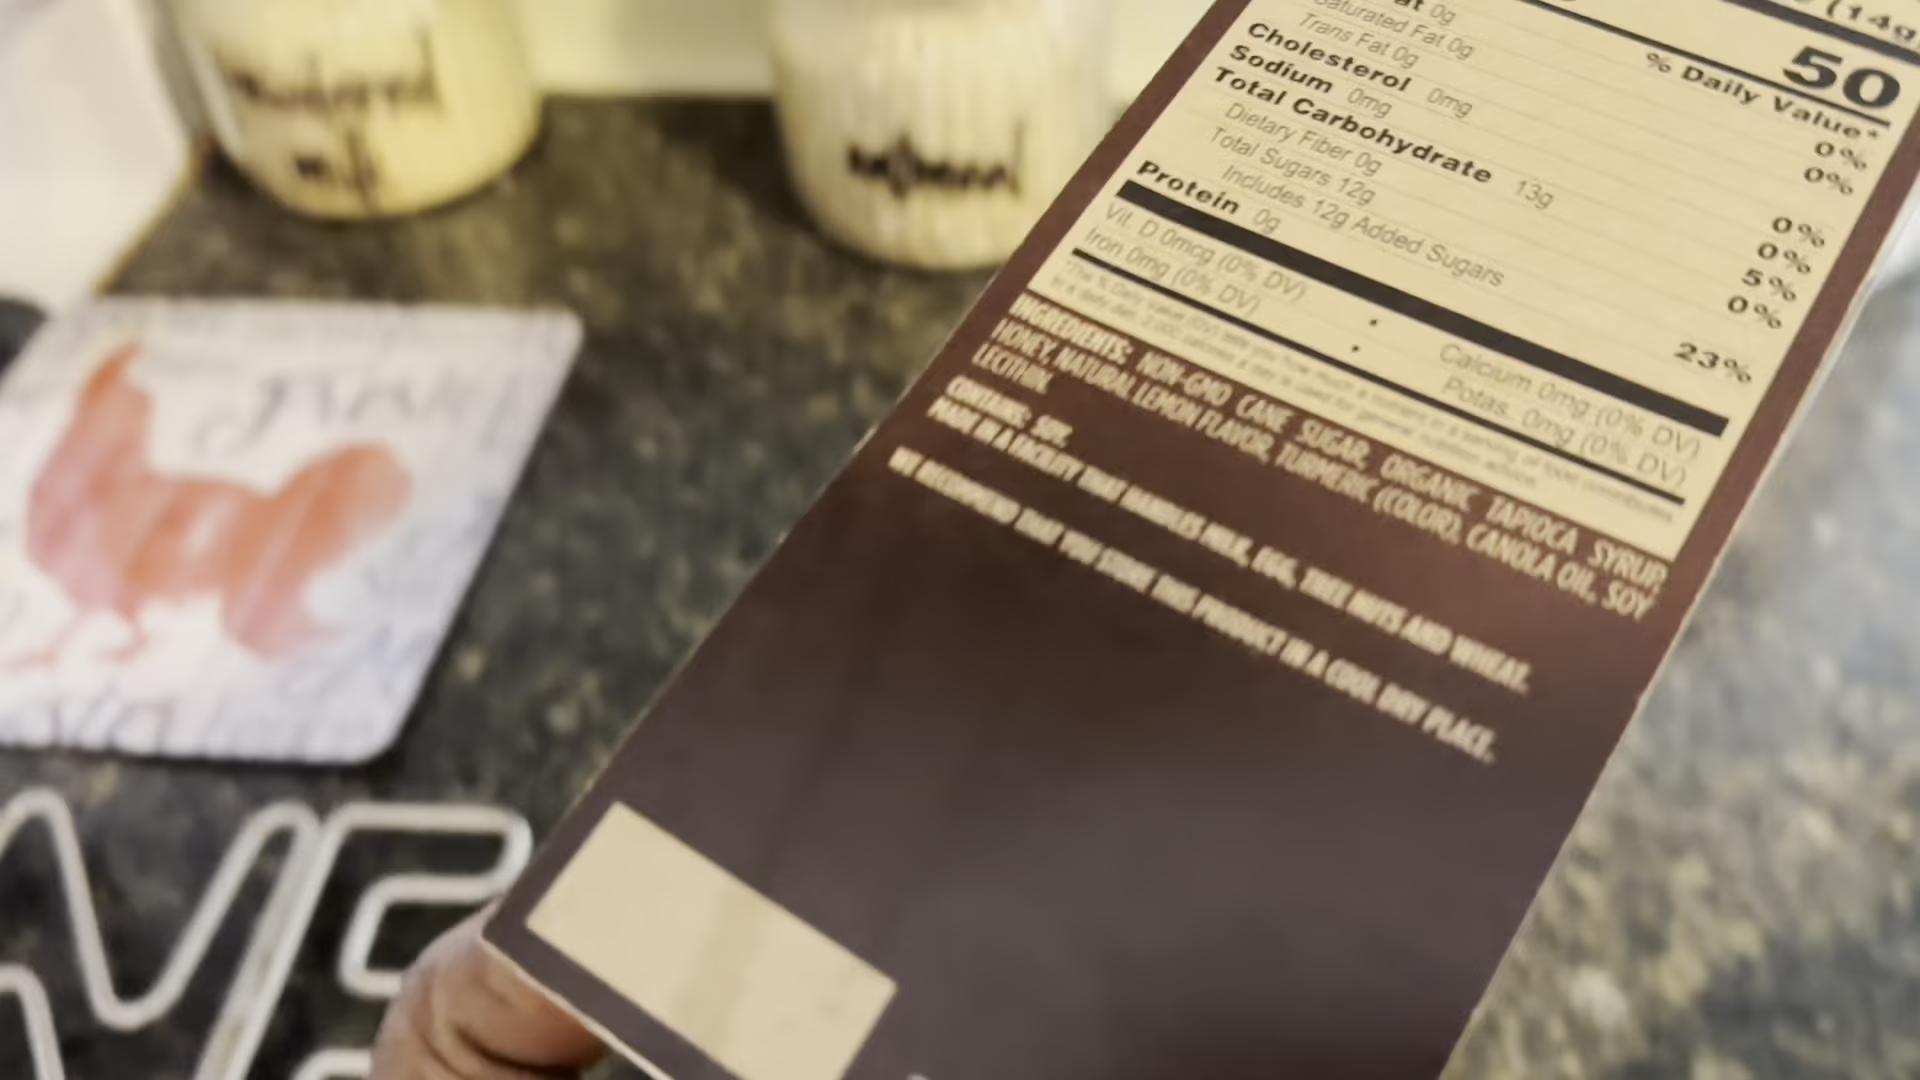 (14g
50
% Daily Value*
at 0g 0%
Saturated Fat 0g 0%
Trans Fat 0g
Cholesterol 0mg 0%
Sodium 0mg 0%
Total Carbohydrate 13g 5%
Dietary Fiber 0g 0%
Total Sugars 12g
Includes 12g Added Sugars 23%
Protein 0g
Vit. D 0mcg (0% DV) • Calcium 0mg (0% DV)
Iron 0mg (0% DV) • Potas. 0mg (0% DV)
INGREDIENTS: NON-GMO CANE SUGAR, ORGANIC TAPIOCA SYRUP,
HONEY, NATURAL LEMON FLAVOR, TURMERIC (COLOR), CANOLA OIL, SOY
LECITHIN.
CONTAINS: SOY.
MADE IN A FACILITY THAT HANDLES MILK, EGG, TREE NUTS AND WHEAT.
WE RECOMMEND THAT YOU STORE THIS PRODUCT IN A COOL DRY PLACE.